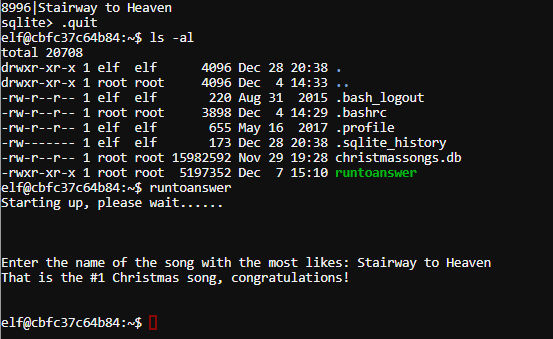 8996|Stairway to Heaven
sqlite> .quit
elf@cbfc37c64b84:~$ ls -al
total 20708
drwxr-xr-x 1 elf  elf      4096 Dec 28 20:38 .
drwxr-xr-x 1 root root     4096 Dec  4 14:33 ..
-rw-r--r-- 1 elf  elf       220 Aug 31  2015 .bash_logout
-rw-r--r-- 1 root root     3898 Dec  4 14:29 .bashrc
-rw-r--r-- 1 elf  elf       655 May 16  2017 .profile
-rw------- 1 elf  elf       173 Dec 28 20:38 .sqlite_history
-rw-r--r-- 1 root root 15982592 Nov 29 19:28 christmassongs.db
-rwxr-xr-x 1 root root  5197352 Dec  7 15:10 runtoanswer
elf@cbfc37c64b84:~$ runtoanswer
Starting up, please wait......
Enter the name of the song with the most likes: Stairway to Heaven
That is the #1 Christmas song, congratulations!
elf@cbfc37c64b84:~$